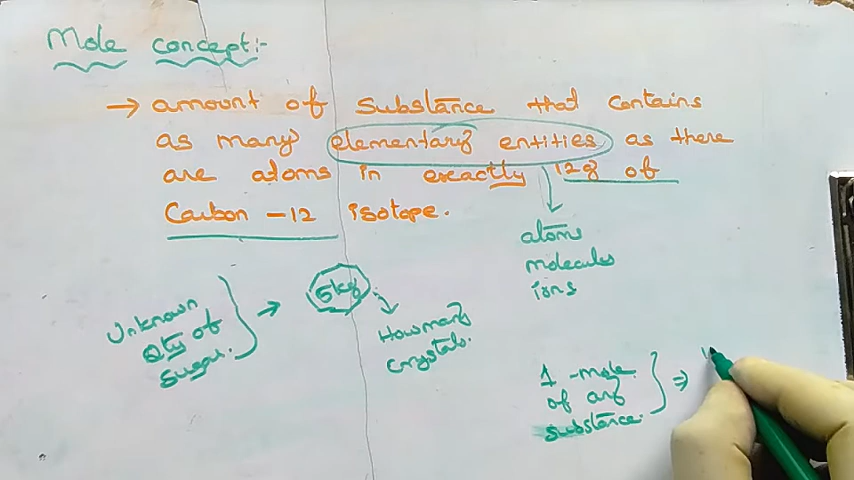 Mole concept:-
→ amount of substance that contains
as many elementary entities as there
are atoms in exactly 12g of
Carbon -12 isotope.
atoms
molecules
ions
Unknown
Qty of
sugar.
→ 5kg
How many
crystals.
1 -mole
of any
substance.
⇒